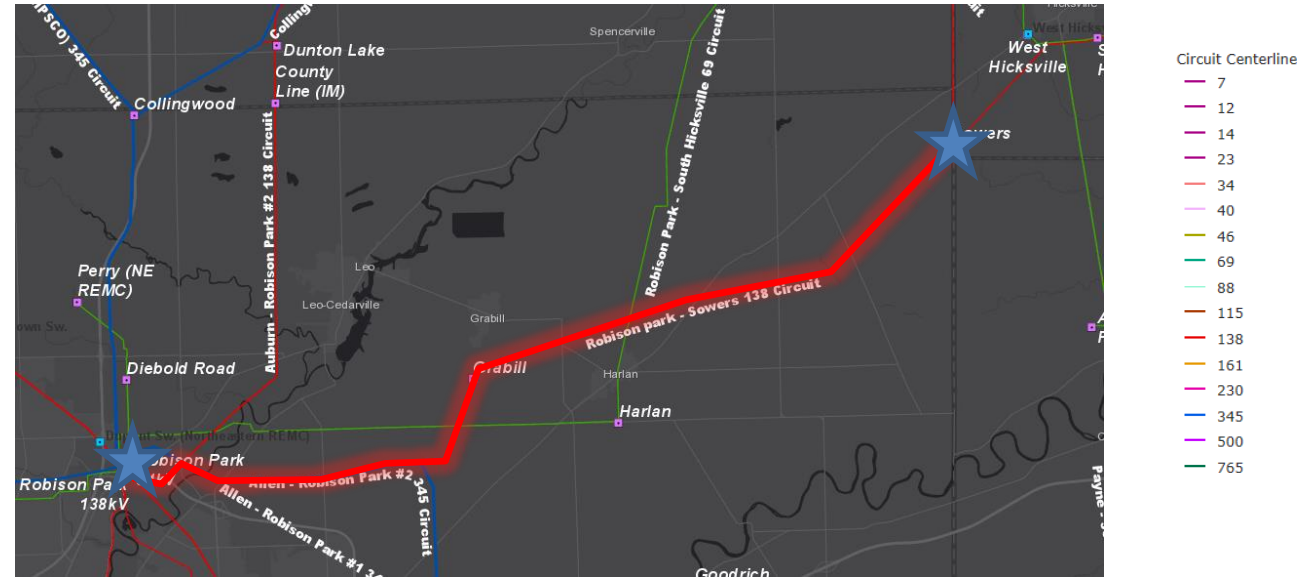 Spencerville
West
Hicksville
Dunton Lake
County
Line (IM)
Collingwood
345 Circuit
Auburn - Robison Park #2 138 Circuit
Robison Park - South Hicksville 69 Circuit
Perry (NE
REMC)
Leo
Leo-Cedarville
Grabill
Robison park - Sowers 138 Circuit
Grabill
Harlan
Harlan
Diebold Road
(Northeastern REMC)
Robison
138kV
Allen - Robison Park #2
345 Circuit
Allen - Robison Park #1
Goodrich
Circuit Centerline
7
12
14
23
34
40
46
69
88
115
138
161
230
345
500
765